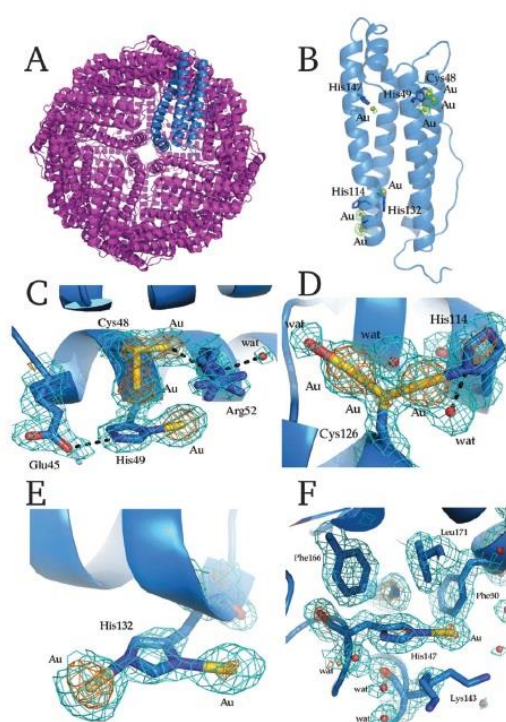 A
B
Cys48
His147
His49
Au
Au
Au
Au
His114
Au
Au
His132
Au
C
Cys48
Au
wat
Au
Arg52
Glu45
His49
Au
D
wat
wat
His114
Au
Au
Au
Cys126
wat
E
His132
Au
Au
F
Leu171
Phe166
Phe50
Au
His147
wat
wat
wat
Lys143